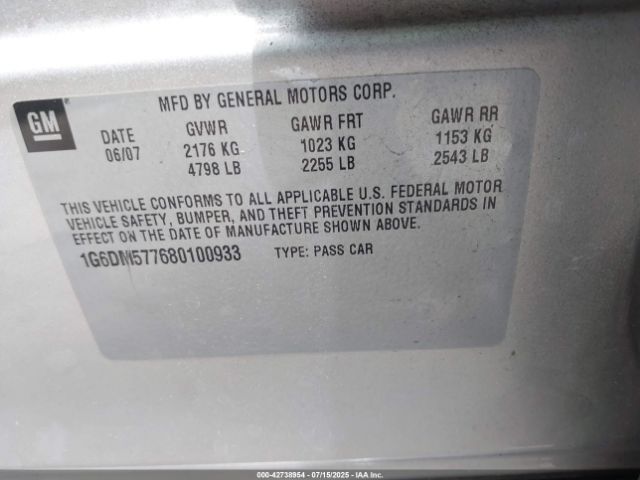 GM
MFD BY GENERAL MOTORS CORP.
DATE GVWR GAWR FRT GAWR RR
06/07 2176 KG 1023 KG 1153 KG
4798 LB 2255 LB 2543 LB
THIS VEHICLE CONFORMS TO ALL APPLICABLE U.S. FEDERAL MOTOR
VEHICLE SAFETY, BUMPER, AND THEFT PREVENTION STANDARDS IN
EFFECT ON THE DATE OF MANUFACTURE SHOWN ABOVE.
1G6DM577680100933 TYPE: PASS CAR
000-42738954 - 07/15/2025 - IAA Inc.